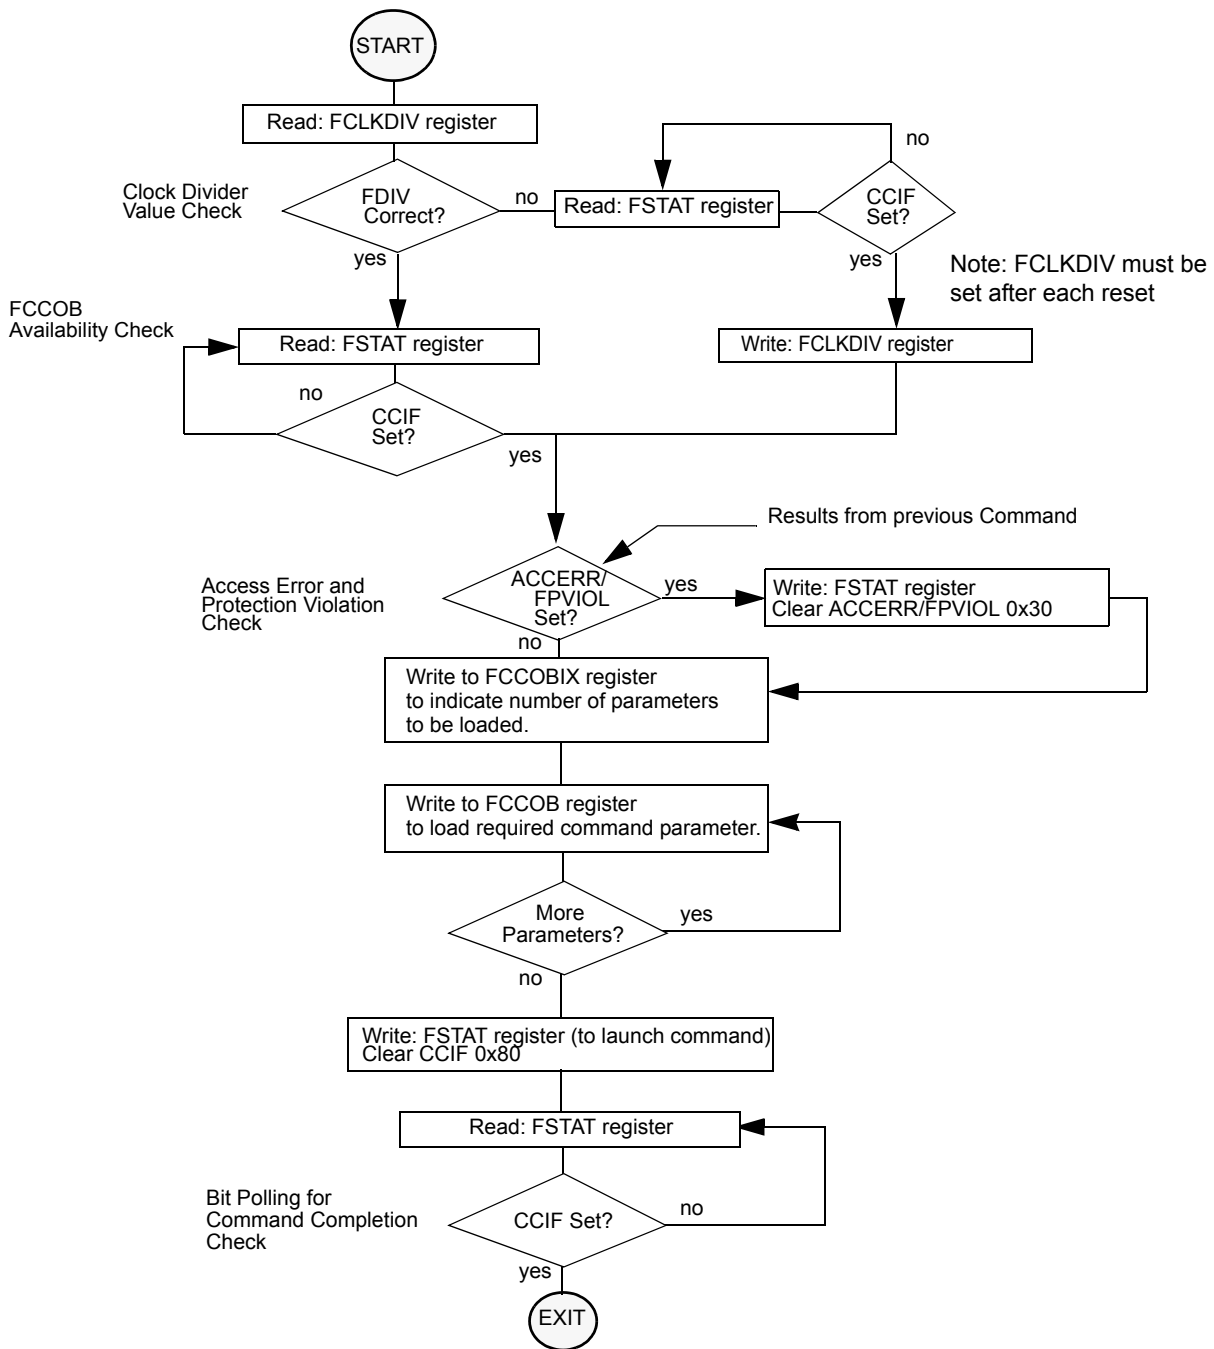 START
Read: FCLKDIV register
no
Clock Divider
Value Check
FDIV
Correct?
no
Read: FSTAT register
CCIF
Set?
yes
yes
Note: FCLKDIV must be
set after each reset
FCCOB
Availability Check
Read: FSTAT register
Write: FCLKDIV register
no
CCIF
Set?
yes
Results from previous Command
Access Error and
Protection Violation
Check
ACCERR/
FPVIOL
Set?
yes
Write: FSTAT register
Clear ACCERR/FPVIOL 0x30
no
Write to FCCOBIX register
to indicate number of parameters
to be loaded.
Write to FCCOB register
to load required command parameter.
More
Parameters?
yes
no
Write: FSTAT register (to launch command)
Clear CCIF 0x80
Read: FSTAT register
Bit Polling for
Command Completion
Check
CCIF Set?
no
yes
EXIT